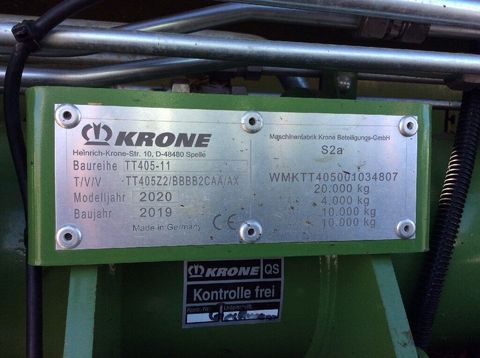 KRONE
Heinrich-Krone-Str. 10, D-48480 Spelle
Baureihe TT405-11
T/V/V TT405Z2/BBBB2CAA/AX
Modelljahr 2020
Baujahr 2019
Made in Germany
CE
Maschinenfabrik Krone Beteiligungs-GmbH
S2a
WMKTT405001034807
20.000 kg
4.000 kg
10.000 kg
10.000 kg
KRONE QS
Kontrolle frei